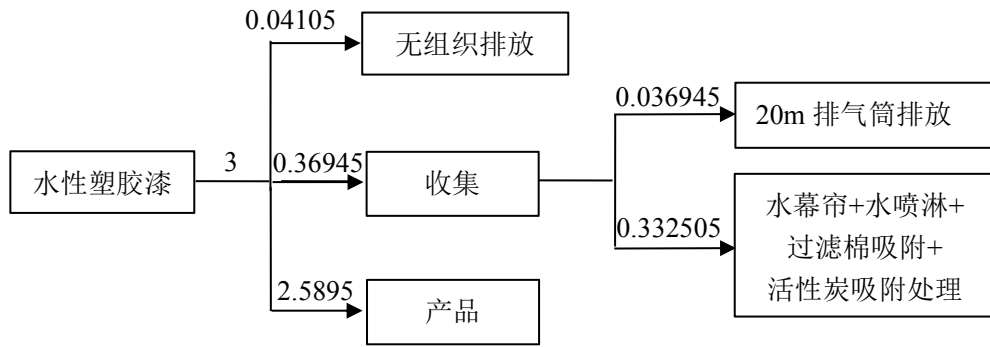 0.04105
无组织排放
0.036945
20m 排气筒排放
水性塑胶漆
3
0.36945
收集
0.332505
水幕帘+水喷淋+
过滤棉吸附+
活性炭吸附处理
2.5895
产品